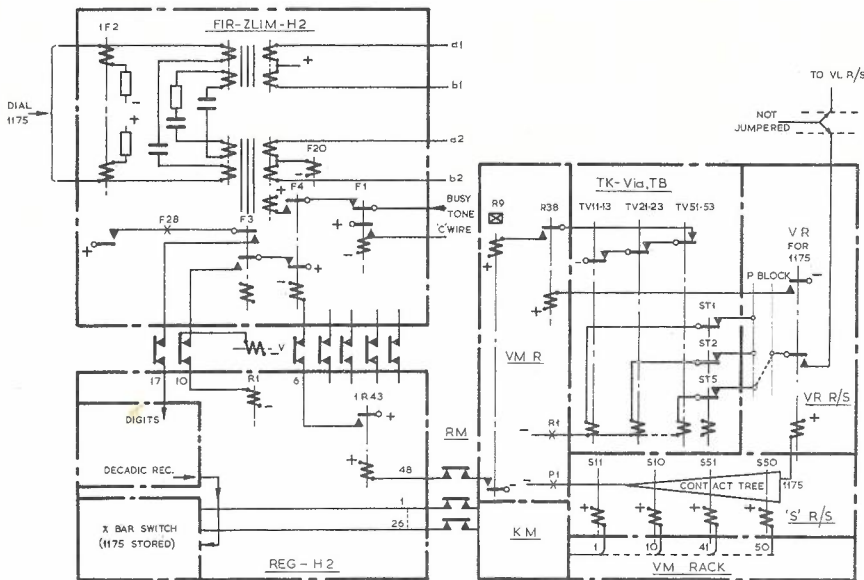 FIR-ZLIM-H2
1F2
a1
+
b1
TO VL R/S
DIAL
1175
-
+
NOT
JUMPERED
a2
F20
b2
-
TK-Via,TB
+
F4
F1
BUSY
TONE
'C' WIRE
F28
F3
+
+
-
+
-
-
R9
R38
TV11-13
TV21-23
TV51-53
VR
FOR
1175
P BLOCK
-
-
+
+
ST1
ST2
ST5
-V
17
10
6
R1
-
1R43
+
+
VM R
VR R/S
DIGITS
RM
-
R1
+
DECADIC REC.
48
-
-
P1
S11
S10
S51
S50
CONTACT TREE
1175
X BAR SWITCH
(1175 STORED)
1
26
+
+
+
+
'S' R/S
KM
1
10
41
50
REG-H2
VM RACK